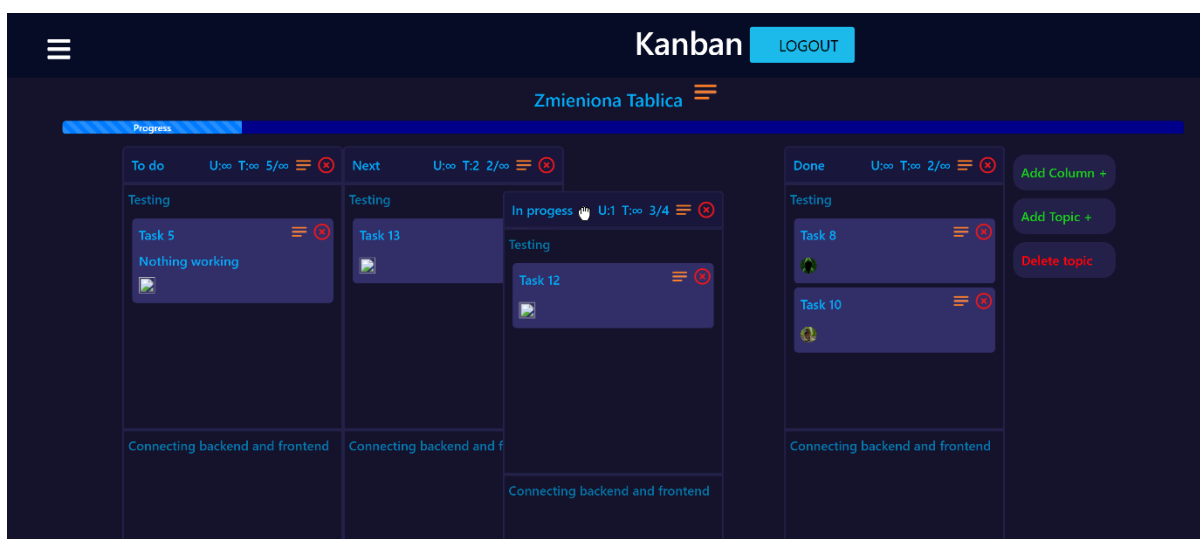 Kanban LOGOUT
Zmieniona Tablica
Progress
To do U:∞ T:∞ 5/∞
Testing
Task 5
Nothing working
Connecting backend and frontend
Next U:∞ T:2 2/∞
Testing
Task 13
Connecting backend and f
In progess U:1 T:∞ 3/4
Testing
Task 12
Connecting backend and frontend
Done U:∞ T:∞ 2/∞
Testing
Task 8
Task 10
Connecting backend and frontend
Add Column +
Add Topic +
Delete topic